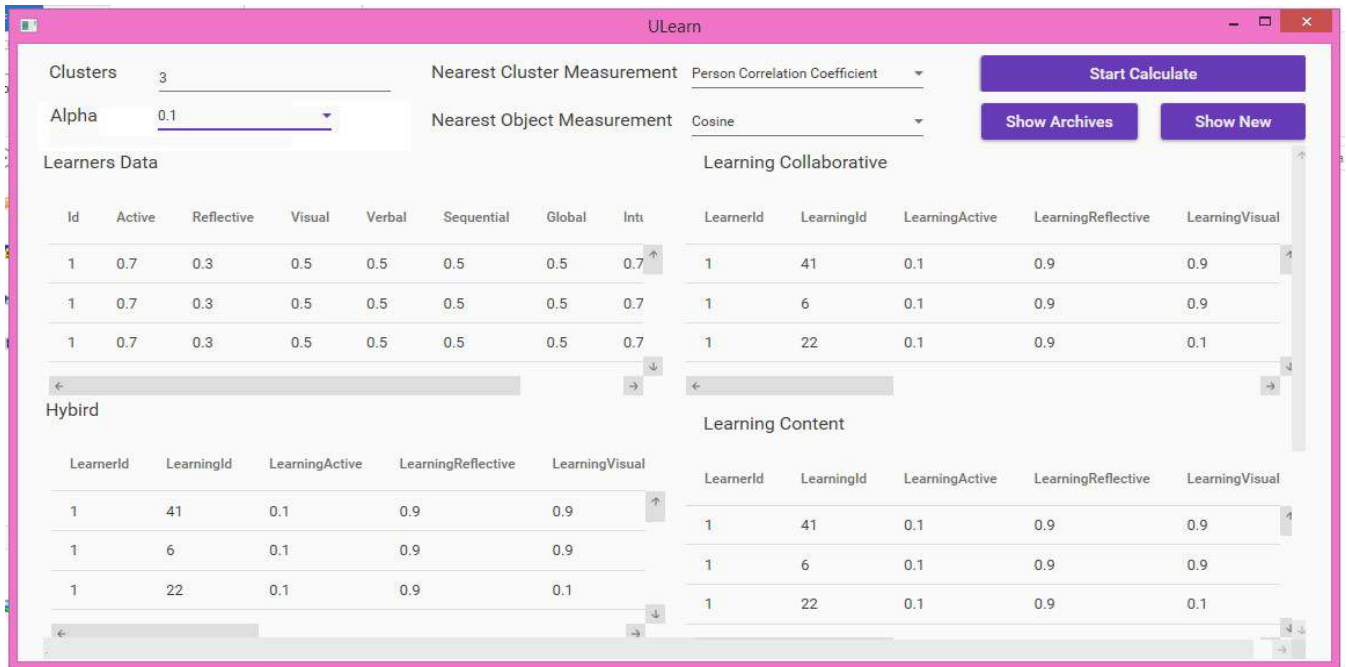 ULearn
Clusters 3 Nearest Cluster Measurement Person Correlation Coefficient Start Calculate
Alpha 0.1 Nearest Object Measurement Cosine Show Archives Show New
Learners Data
Id Active Reflective Visual Verbal Sequential Global Intu
1 0.7 0.3 0.5 0.5 0.5 0.5 0.7
1 0.7 0.3 0.5 0.5 0.5 0.5 0.7
1 0.7 0.3 0.5 0.5 0.5 0.5 0.7
Learning Collaborative
LearnerId LearningId LearningActive LearningReflective LearningVisual
1 41 0.1 0.9 0.9
1 6 0.1 0.9 0.9
1 22 0.1 0.9 0.1
Hybird
LearnerId LearningId LearningActive LearningReflective LearningVisual
1 41 0.1 0.9 0.9
1 6 0.1 0.9 0.9
1 22 0.1 0.9 0.1
Learning Content
LearnerId LearningId LearningActive LearningReflective LearningVisual
1 41 0.1 0.9 0.9
1 6 0.1 0.9 0.9
1 22 0.1 0.9 0.1